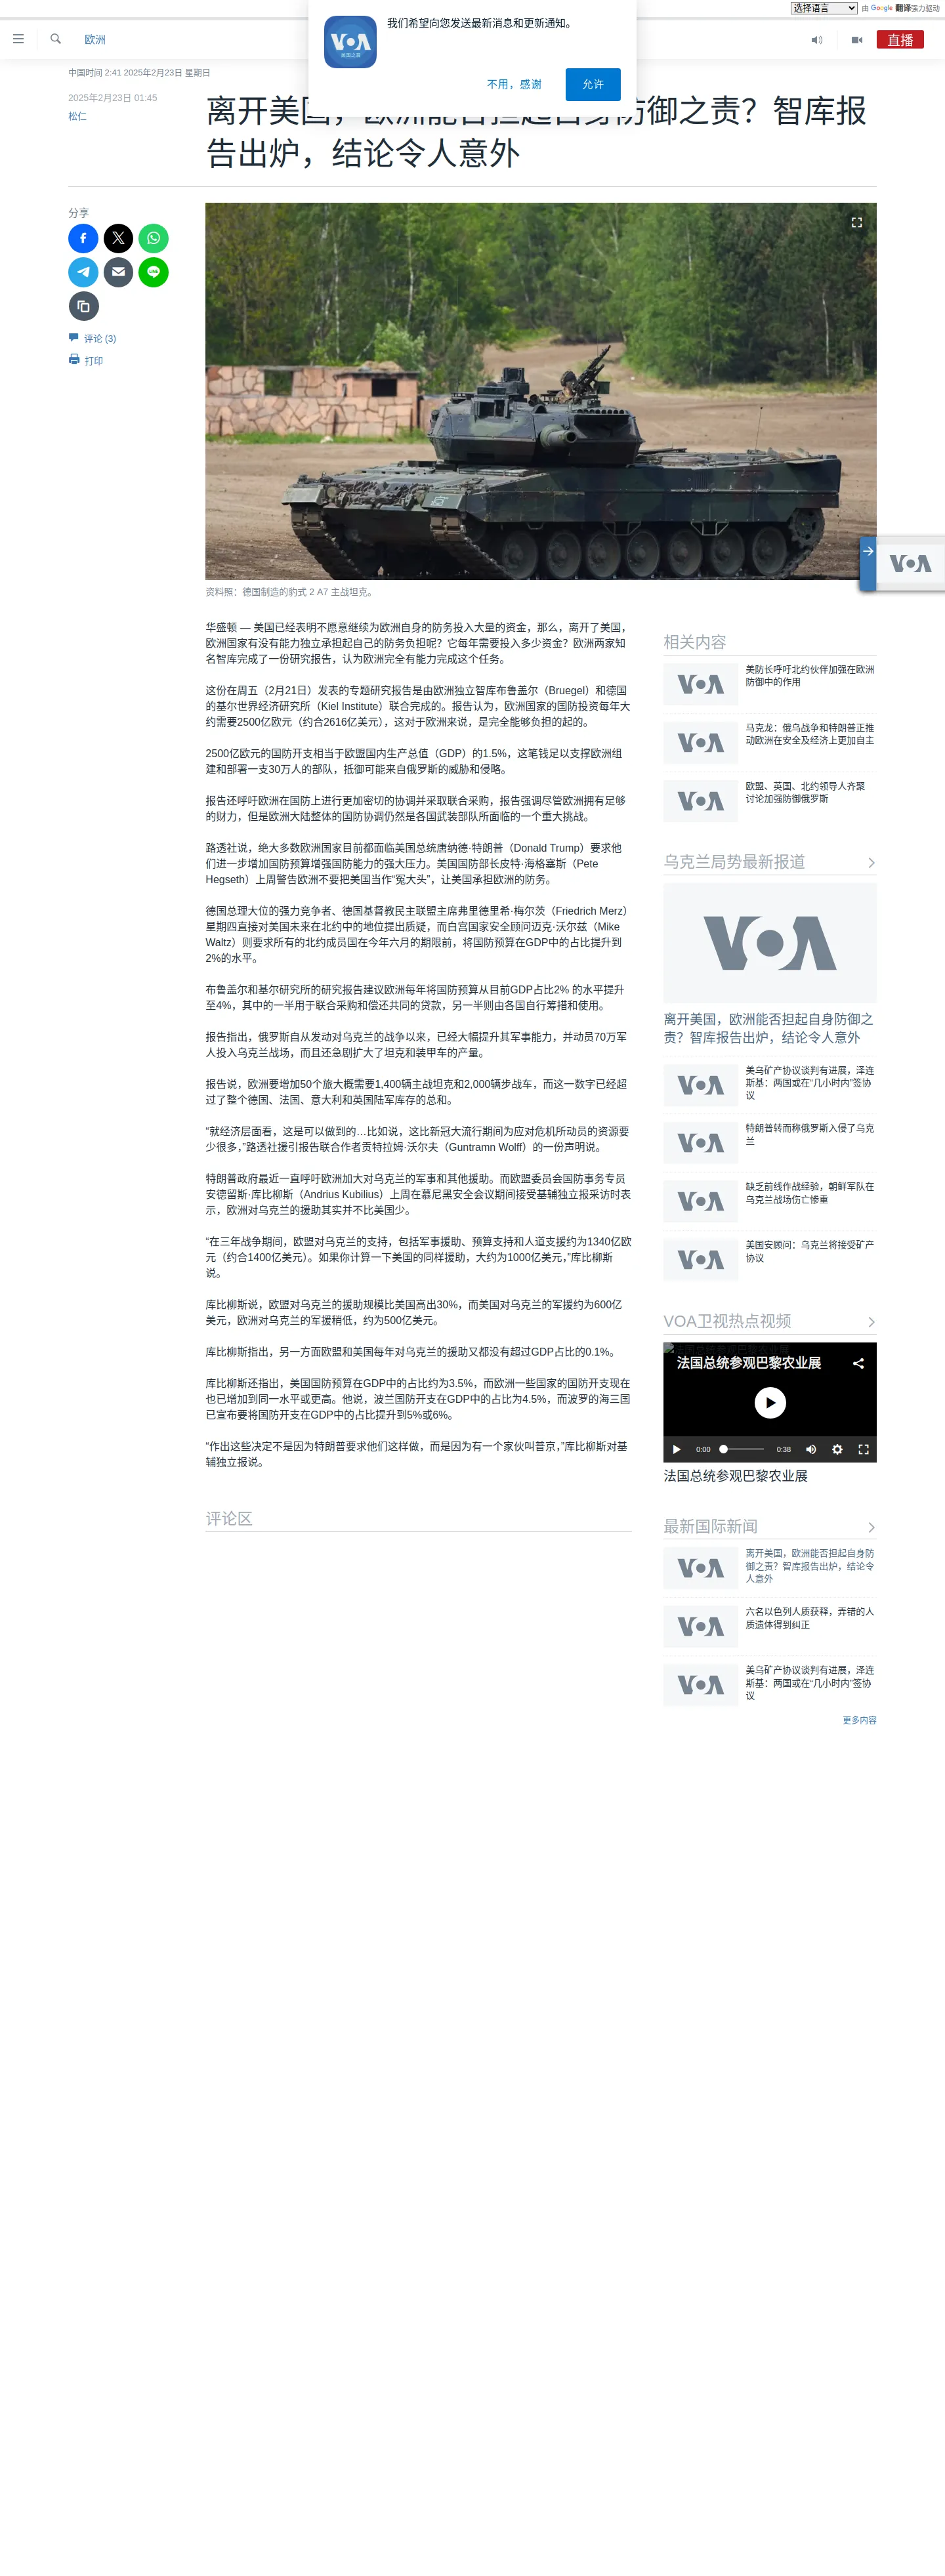 选择语言
由 Google 翻译强力驱动
我们希望向您发送最新消息和更新通知。
VOA
美国之音
不用，感谢
允许
欧洲
直播
中国时间 2:41 2025年2月23日 星期日
2025年2月23日 01:45
松仁
离开美国，欧洲能否担起自身防御之责？智库报
告出炉，结论令人意外
分享
LINE
评论 (3)
打印
资料照：德国制造的豹式 2 A7 主战坦克。
VOA
华盛顿 — 美国已经表明不愿意继续为欧洲自身的防务投入大量的资金，那么，离开了美国，
欧洲国家有没有能力独立承担起自己的防务负担呢？它每年需要投入多少资金？欧洲两家知
名智库完成了一份研究报告，认为欧洲完全有能力完成这个任务。
这份在周五（2月21日）发表的专题研究报告是由欧洲独立智库布鲁盖尔（Bruegel）和德国
的基尔世界经济研究所（Kiel Institute）联合完成的。报告认为，欧洲国家的国防投资每年大
约需要2500亿欧元（约合2616亿美元），这对于欧洲来说，是完全能够负担的起的。
2500亿欧元的国防开支相当于欧盟国内生产总值（GDP）的1.5%，这笔钱足以支撑欧洲组
建和部署一支30万人的部队，抵御可能来自俄罗斯的威胁和侵略。
报告还呼吁欧洲在国防上进行更加密切的协调并采取联合采购，报告强调尽管欧洲拥有足够
的财力，但是欧洲大陆整体的国防协调仍然是各国武装部队所面临的一个重大挑战。
路透社说，绝大多数欧洲国家目前都面临美国总统唐纳德·特朗普（Donald Trump）要求他
们进一步增加国防预算增强国防能力的强大压力。美国国防部长皮特·海格塞斯（Pete
Hegseth）上周警告欧洲不要把美国当作“冤大头”，让美国承担欧洲的防务。
德国总理大位的强力竞争者、德国基督教民主联盟主席弗里德里希·梅尔茨（Friedrich Merz）
星期四直接对美国未来在北约中的地位提出质疑，而白宫国家安全顾问迈克·沃尔兹（Mike
Waltz）则要求所有的北约成员国在今年六月的期限前，将国防预算在GDP中的占比提升到
2%的水平。
布鲁盖尔和基尔研究所的研究报告建议欧洲每年将国防预算从目前GDP占比2% 的水平提升
至4%，其中的一半用于联合采购和偿还共同的贷款，另一半则由各国自行筹措和使用。
报告指出，俄罗斯自从发动对乌克兰的战争以来，已经大幅提升其军事能力，并动员70万军
人投入乌克兰战场，而且还急剧扩大了坦克和装甲车的产量。
报告说，欧洲要增加50个旅大概需要1,400辆主战坦克和2,000辆步战车，而这一数字已经超
过了整个德国、法国、意大利和英国陆军库存的总和。
“就经济层面看，这是可以做到的…比如说，这比新冠大流行期间为应对危机所动员的资源要
少很多，”路透社援引报告联合作者贡特拉姆·沃尔夫（Guntramn Wolff）的一份声明说。
特朗普政府最近一直呼吁欧洲加大对乌克兰的军事和其他援助。而欧盟委员会国防事务专员
安德留斯·库比柳斯（Andrius Kubilius）上周在慕尼黑安全会议期间接受基辅独立报采访时表
示，欧洲对乌克兰的援助其实并不比美国少。
“在三年战争期间，欧盟对乌克兰的支持，包括军事援助、预算支持和人道支援约为1340亿欧
元（约合1400亿美元）。如果你计算一下美国的同样援助，大约为1000亿美元，”库比柳斯
说。
库比柳斯说，欧盟对乌克兰的援助规模比美国高出30%，而美国对乌克兰的军援约为600亿
美元，欧洲对乌克兰的军援稍低，约为500亿美元。
库比柳斯指出，另一方面欧盟和美国每年对乌克兰的援助又都没有超过GDP占比的0.1%。
库比柳斯还指出，美国国防预算在GDP中的占比约为3.5%，而欧洲一些国家的国防开支现在
也已增加到同一水平或更高。他说，波兰国防开支在GDP中的占比为4.5%，而波罗的海三国
已宣布要将国防开支在GDP中的占比提升到5%或6%。
“作出这些决定不是因为特朗普要求他们这样做，而是因为有一个家伙叫普京，”库比柳斯对基
辅独立报说。
评论区
相关内容
VOA
美防长呼吁北约伙伴加强在欧洲
防御中的作用
VOA
马克龙：俄乌战争和特朗普正推
动欧洲在安全及经济上更加自主
VOA
欧盟、英国、北约领导人齐聚
讨论加强防御俄罗斯
乌克兰局势最新报道
VOA
离开美国，欧洲能否担起自身防御之
责？智库报告出炉，结论令人意外
VOA
美乌矿产协议谈判有进展，泽连
斯基：两国或在“几小时内”签协
议
VOA
特朗普转而称俄罗斯入侵了乌克
兰
VOA
缺乏前线作战经验，朝鲜军队在
乌克兰战场伤亡惨重
VOA
美国安顾问：乌克兰将接受矿产
协议
VOA卫视热点视频
法国总统参观巴黎农业展
0:00
0:38
法国总统参观巴黎农业展
最新国际新闻
VOA
离开美国，欧洲能否担起自身防
御之责？智库报告出炉，结论令
人意外
VOA
六名以色列人质获释，弄错的人
质遗体得到纠正
VOA
美乌矿产协议谈判有进展，泽连
斯基：两国或在“几小时内”签协
议
更多内容